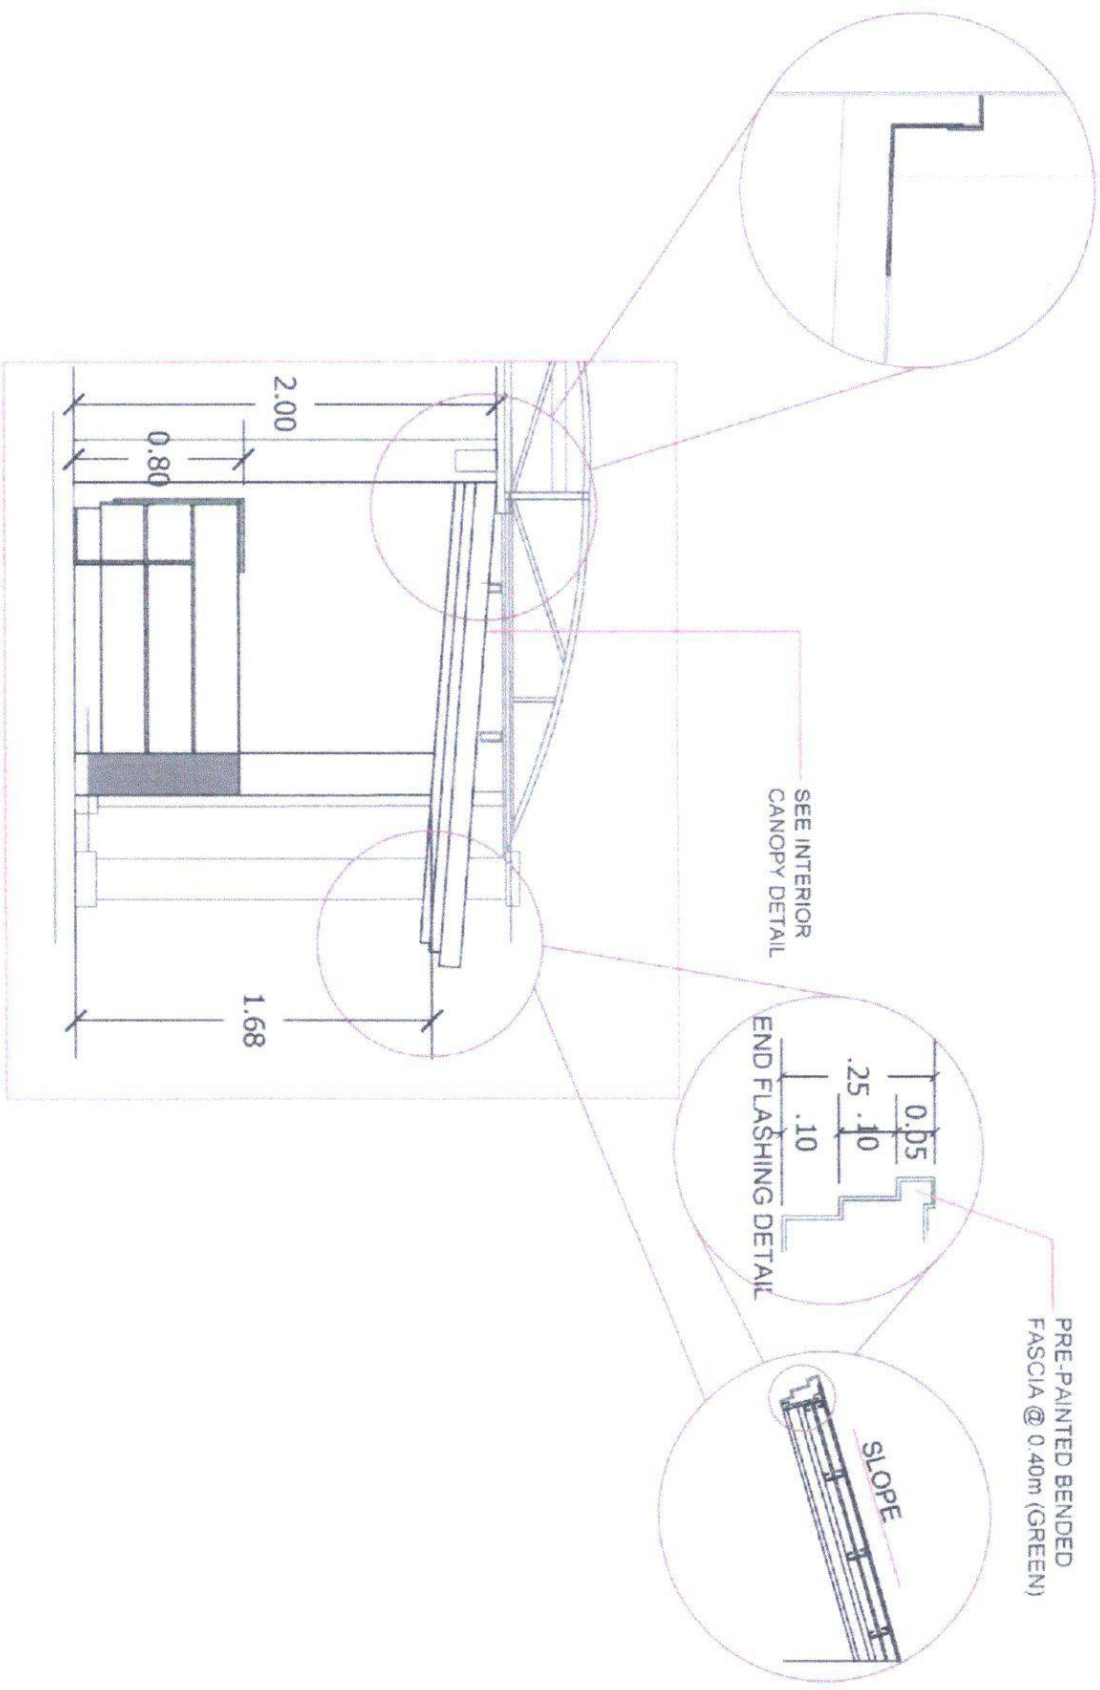 PRE-PAINTED BENDED
FASCIA @ 0.40m (GREEN)
SLOPE
0.05
.25
.10
.10
END FLASHING DETAIL
SEE INTERIOR
CANOPY DETAIL
2.00
0.80
1.68